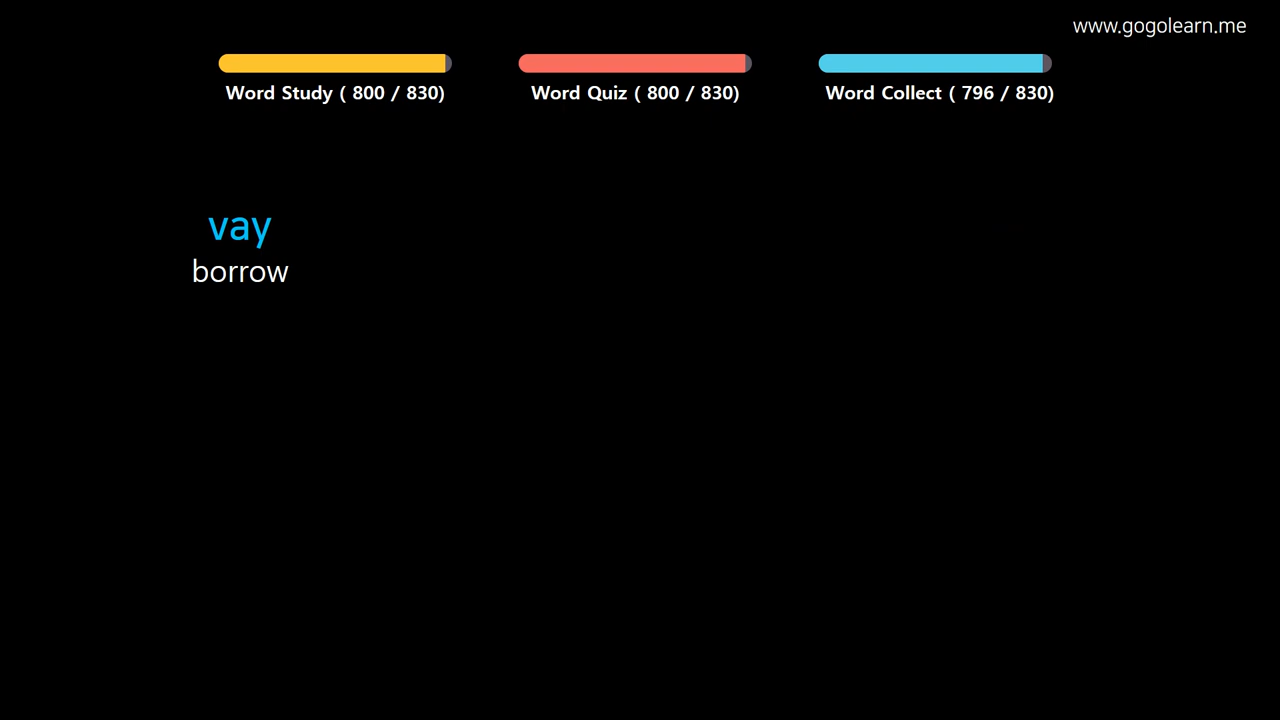 www.gogolearn.me
Word Study ( 800 / 830)
Word Quiz ( 800 / 830)
Word Collect ( 796 / 830)
vay
borrow